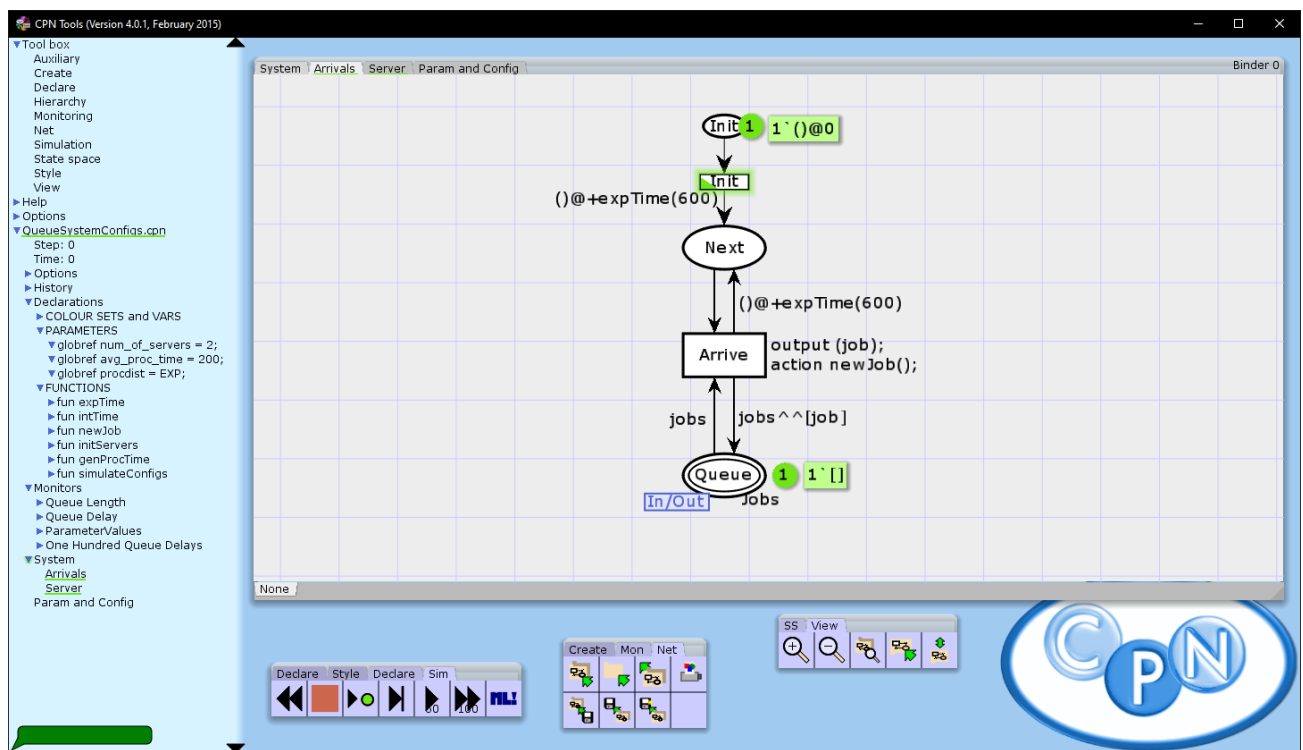 CPN Tools (Version 4.0.1, February 2015)
Tool box
Auxiliary
Create
Declare
Hierarchy
Monitoring
Net
Simulation
State space
Style
View
Help
Options
QueueSystemConfigs.cpn
Step: 0
Time: 0
Options
History
Declarations
COLOUR SETS and VARS
PARAMETERS
globref num_of_servers = 2;
globref avg_proc_time = 200;
globref procdist = EXP;
FUNCTIONS
fun expTime
fun intTime
fun newJob
fun initServers
fun genProcTime
fun simulateConfigs
Monitors
Queue Length
Queue Delay
ParameterValues
One Hundred Queue Delays
System
Arrivals
Server
Param and Config
System Arrivals Server Param and Config
Binder 0
Init 1 1`()@0
Init
()@+expTime(600)
Next
()@+expTime(600)
Arrive
output (job);
action newJob();
jobs
jobs^^[job]
Queue 1 1`[]
In/Out
Jobs
None
Declare Style Declare Sim
50
100
ML!
Create Mon Net
SS View
CPN